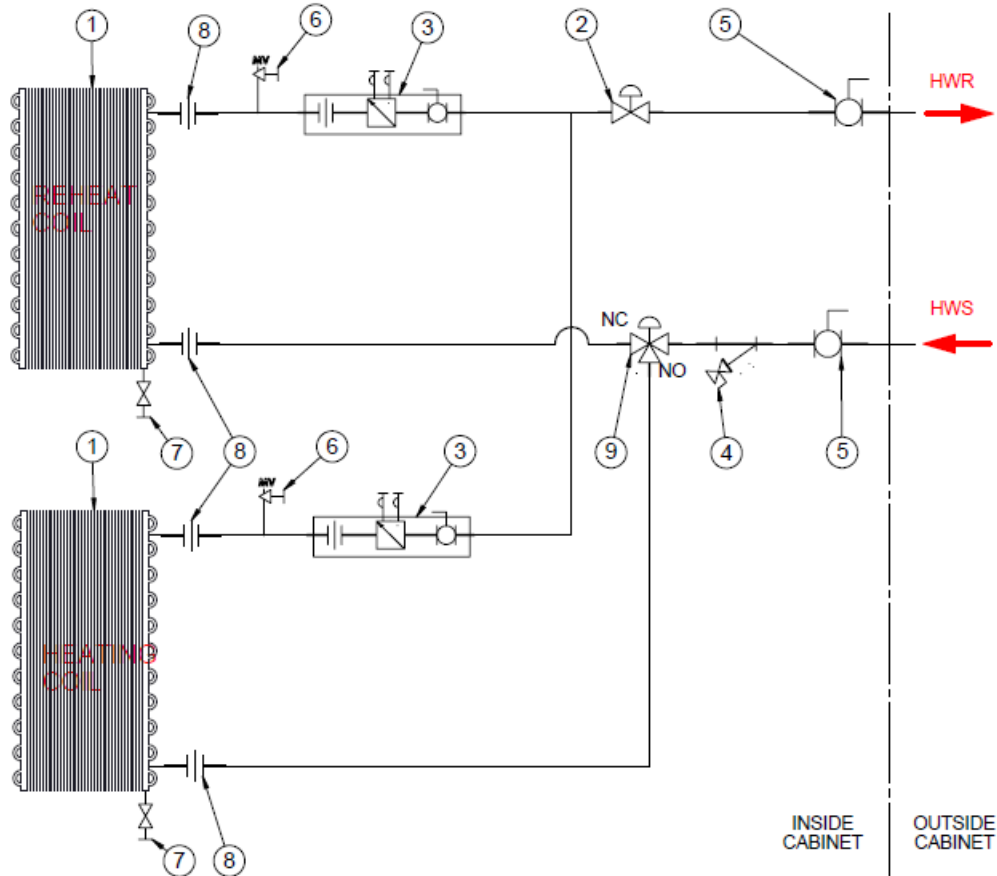 1
8
6
3
2
5
MV
HWR
REHEAT
COIL
HWS
NC
NO
7
8
9
4
5
1
6
3
MV
HEATING
COIL
7
8
INSIDE
CABINET
OUTSIDE
CABINET